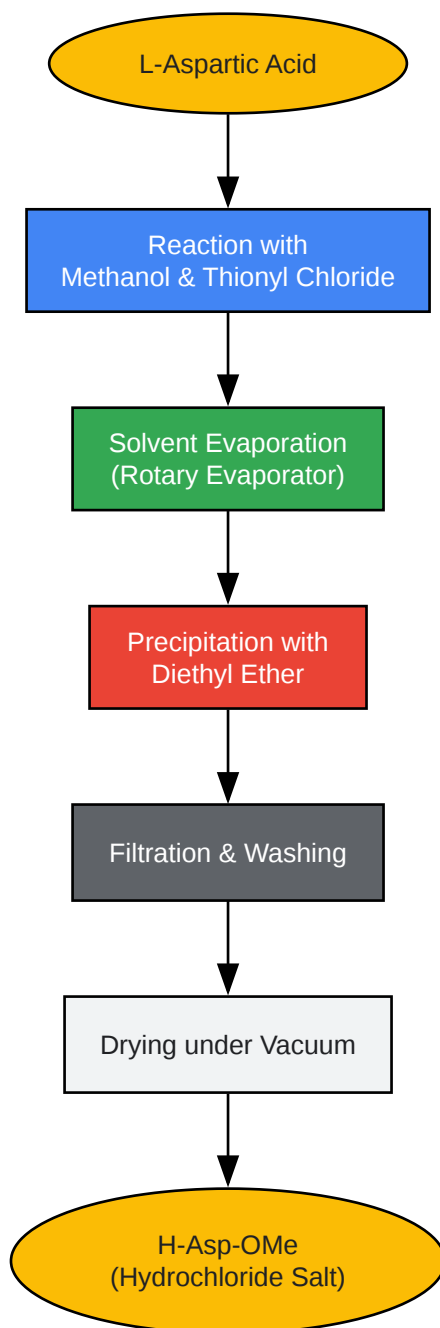 L-Aspartic Acid
Reaction with
Methanol & Thionyl Chloride
Solvent Evaporation
(Rotary Evaporator)
Precipitation with
Diethyl Ether
Filtration & Washing
Drying under Vacuum
H-Asp-OMe
(Hydrochloride Salt)